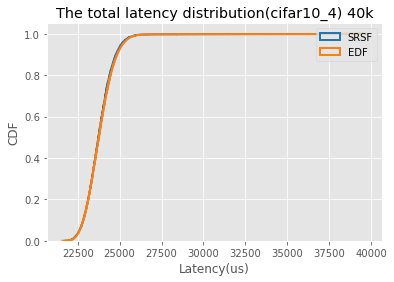 The total latency distribution(cifar10_4) 40k
SRSF
EDF
CDF
1.0
0.8
0.6
0.4
0.2
0.0
22500 25000 27500 30000 32500 35000 37500 40000
Latency(us)